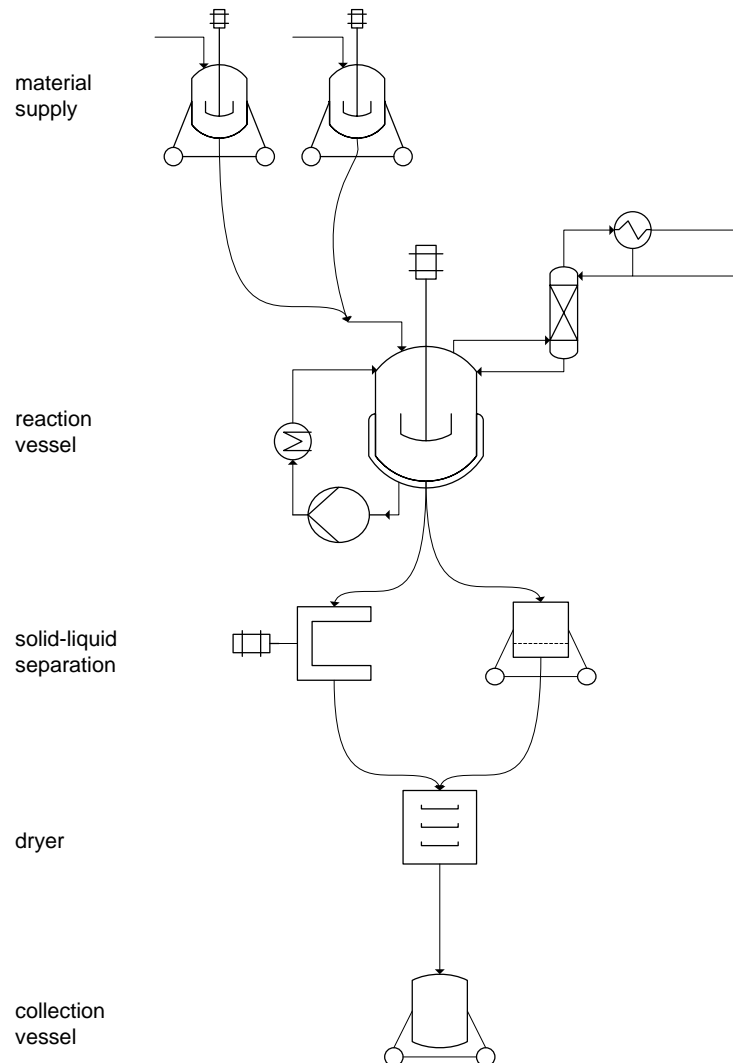 material
supply
reaction
vessel
solid-liquid
separation
dryer
collection
vessel